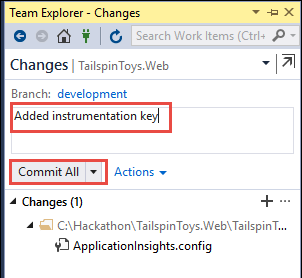 Team Explorer - Changes
Search Work Items (Ctrl+
Changes | TailspinToys.Web
Branch: development
Added instrumentation key
Commit All Actions
Changes (1)
C:\Hackathon\TailspinToys.Web\TailspinT
ApplicationInsights.config